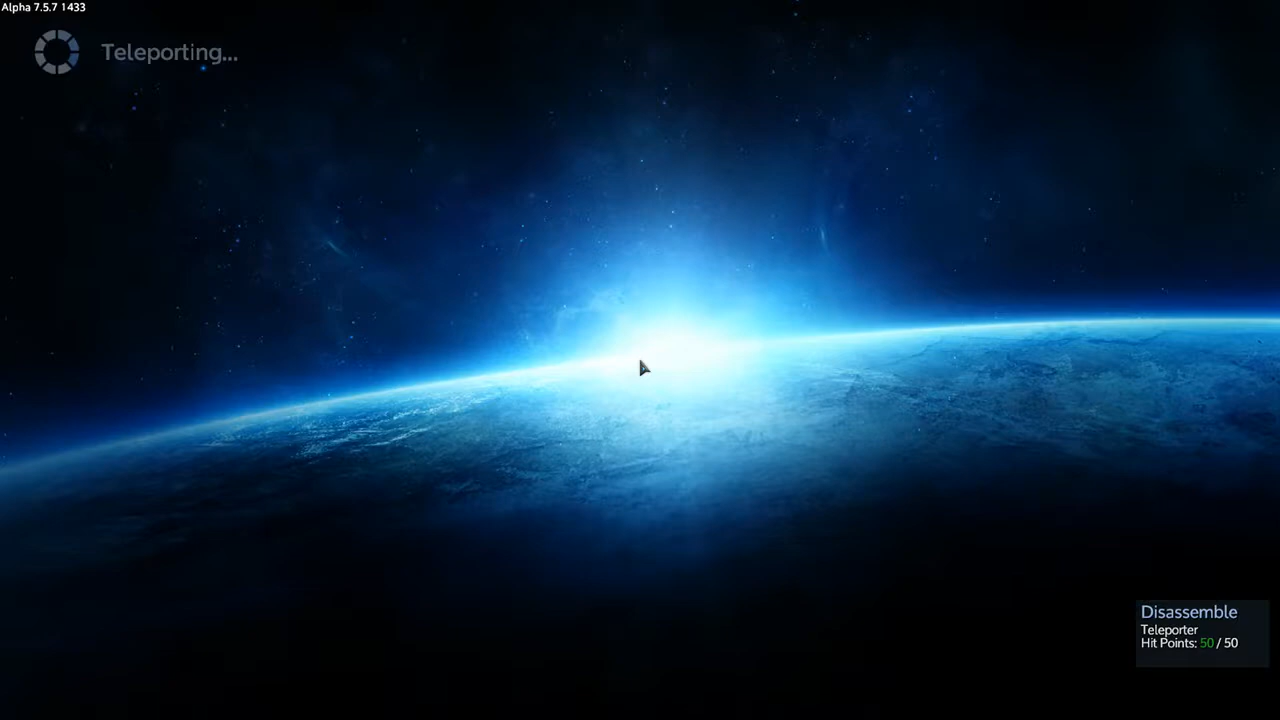 Alpha 7.5.7 1433
Teleporting...
Disassemble
Teleporter
Hit Points: 50 / 50